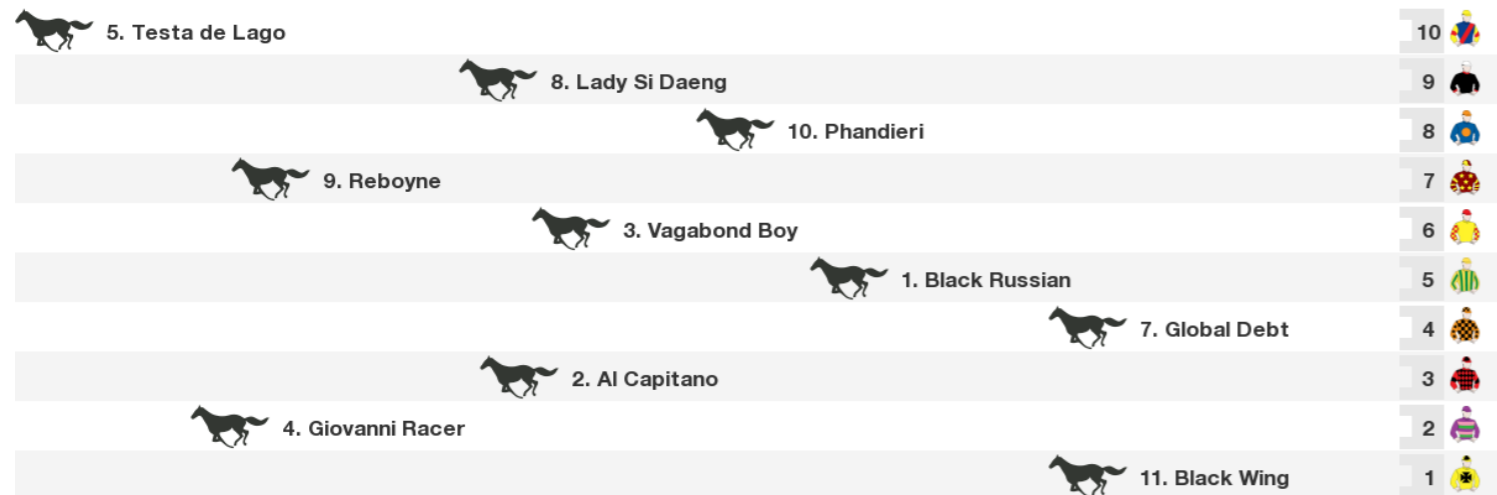 5. Testa de Lago 10
8. Lady Si Daeng 9
10. Phandieri 8
9. Reboyne 7
3. Vagabond Boy 6
1. Black Russian 5
7. Global Debt 4
2. Al Capitano 3
4. Giovanni Racer 2
11. Black Wing 1